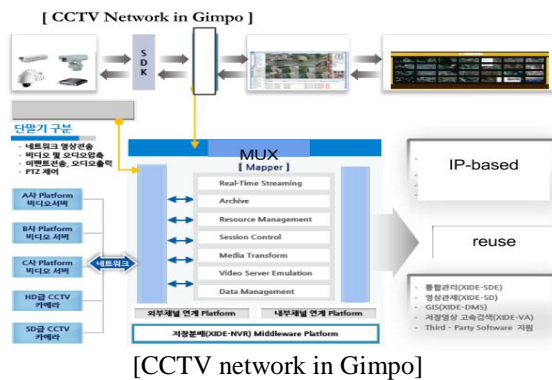 [ CCTV Network in Gimpo ]
S
D
K
단말기 구분
· 네트워크 영상전송
· 비디오 및 오디오압축
· 이벤트전송, 오디오출력
· PTZ 제어
A사 Platform
비디오서버
B사 Platform
비디오 서버
C사 Platform
비디오 서버
HD급 CCTV
카메라
SD급 CCTV
카메라
네트워크
MUX
[ Mapper ]
Real-Time Streaming
Archive
Resource Management
Session Control
Media Transform
Video Server Emulation
Data Management
외부채널 연계 Platform
내부채널 연계 Platform
저장분배(XIDE-NVR) Middleware Platform
IP-based
reuse
- 통합관리(XIDE-SDE)
- 영상관제(XIDE-SD)
- GIS(XIDE-DMS)
- 저장영상 고속검색(XIDE-VA)
- Third - Party Software 지원
[CCTV network in Gimpo]